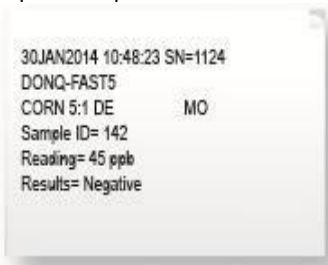 30JAN2014 10:48:23 SN=1124
DONQ-FAST5
CORN 5:1 DE MO
Sample ID= 142
Reading= 45 ppb
Results= Negative